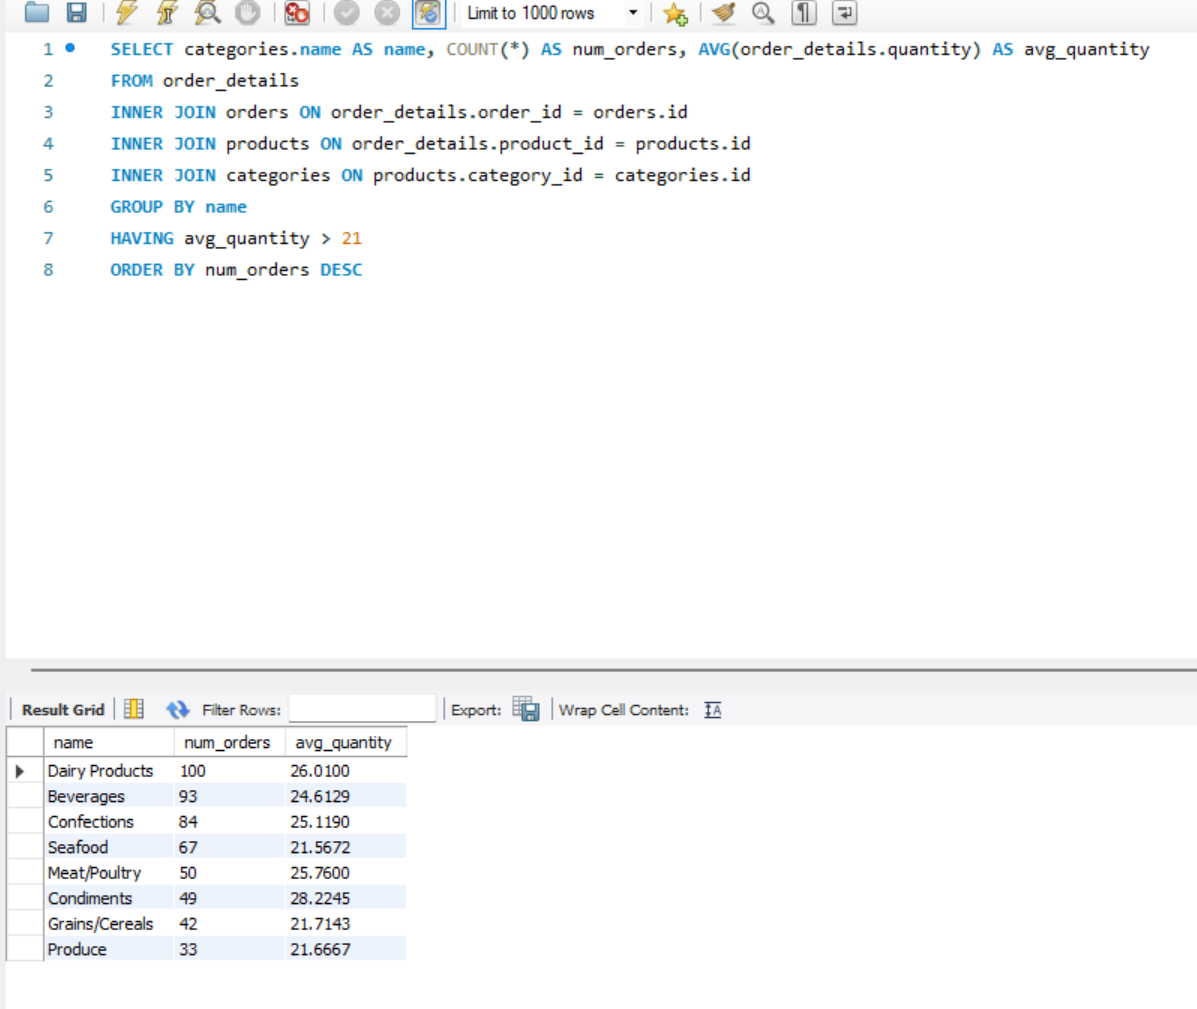 Limit to 1000 rows
1 SELECT categories.name AS name, COUNT(*) AS num_orders, AVG(order_details.quantity) AS avg_quantity
2 FROM order_details
3 INNER JOIN orders ON order_details.order_id = orders.id
4 INNER JOIN products ON order_details.product_id = products.id
5 INNER JOIN categories ON products.category_id = categories.id
6 GROUP BY name
7 HAVING avg_quantity > 21
8 ORDER BY num_orders DESC
Result Grid Filter Rows: Export: Wrap Cell Content: IA
name num_orders avg_quantity
Dairy Products 100 26.0100
Beverages 93 24.6129
Confections 84 25.1190
Seafood 67 21.5672
Meat/Poultry 50 25.7600
Condiments 49 28.2245
Grains/Cereals 42 21.7143
Produce 33 21.6667